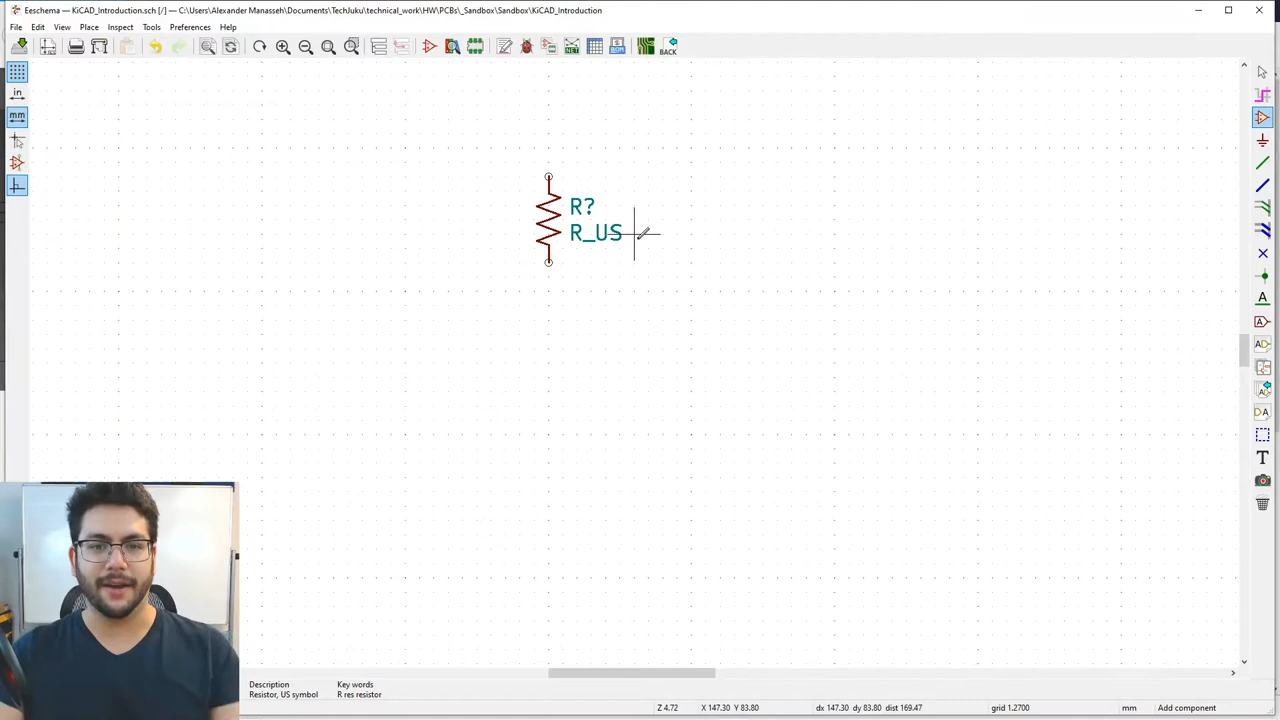 Eeschema — KiCAD_Introduction.sch [/] — C:\Users\Alexander Manasseh\Documents\TechJuku\technical_work\HW\PCBs\_Sandbox\Sandbox\KiCAD_Introduction
File Edit View Place Inspect Tools Preferences Help
NET
BOM
BACK
in
mm
R?
R_US
A
A
A
A
T
Description Key words
Resistor, US symbol R res resistor
Z 4.72 X 147.30 Y 83.80 dx 147.30 dy 83.80 dist 169.47 grid 1.2700 mm Add component